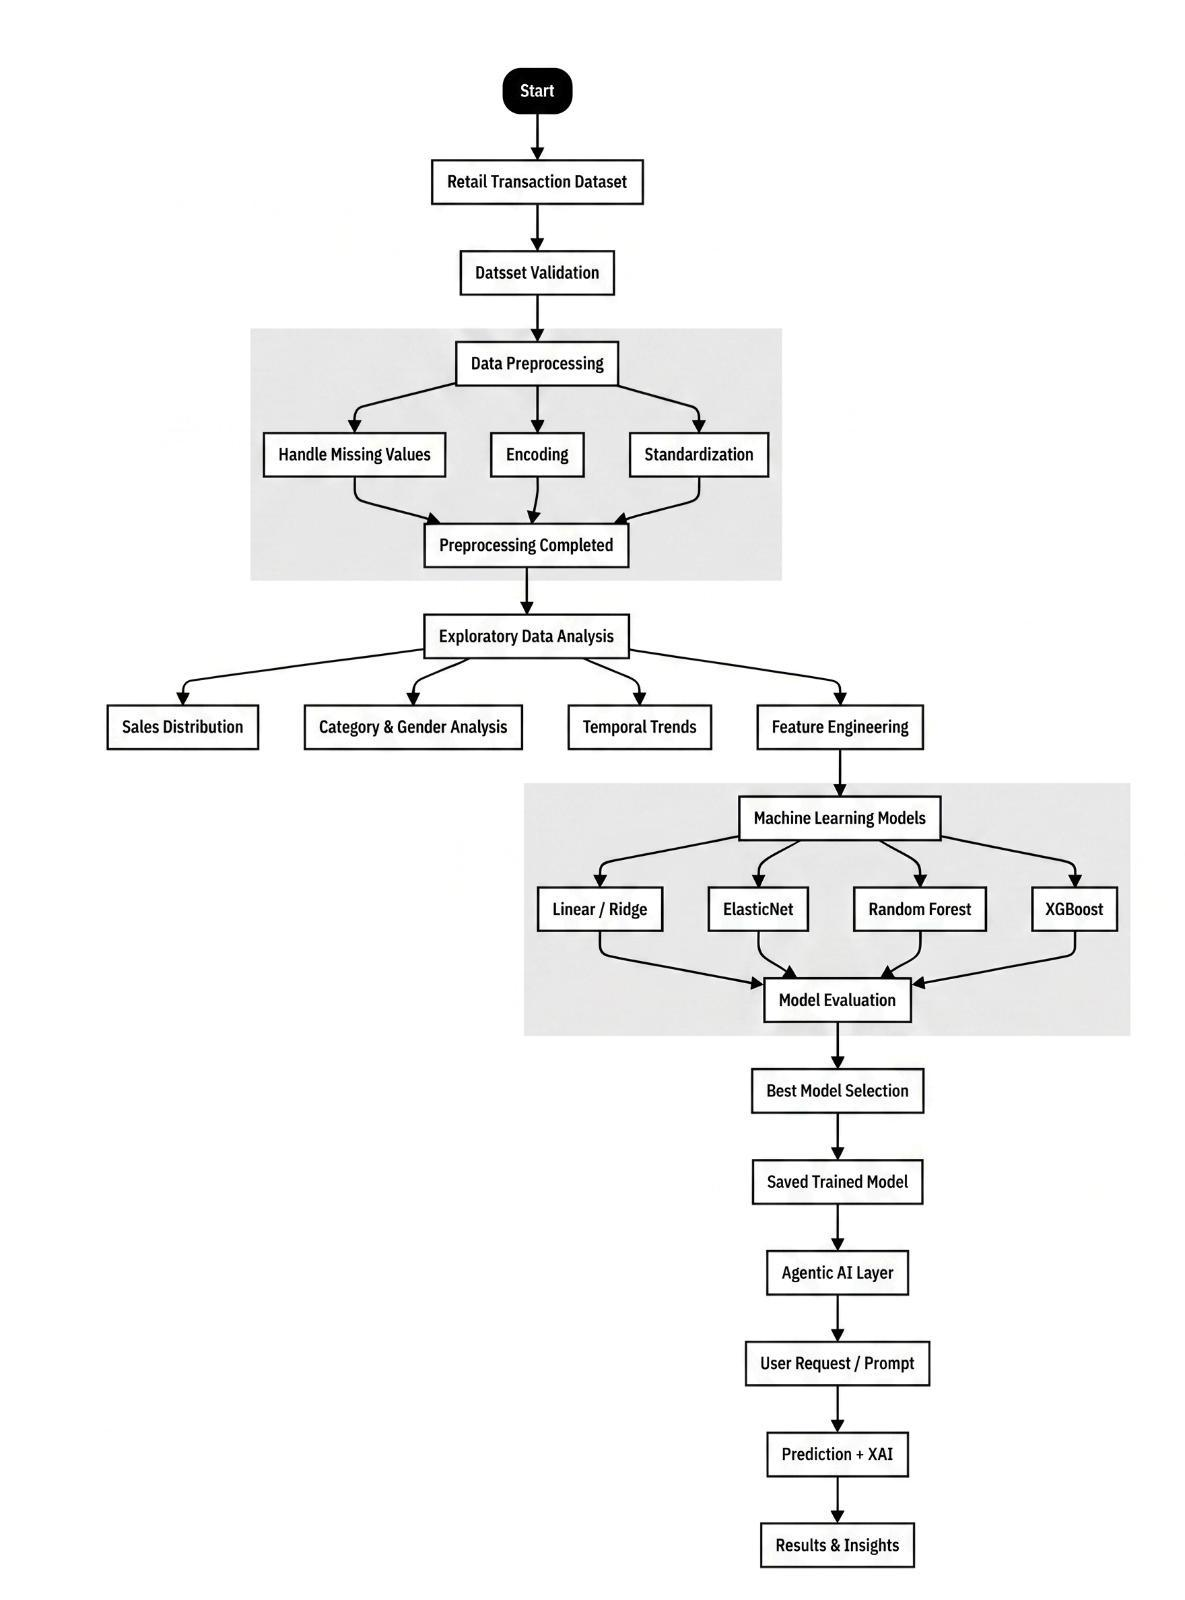 Start
Retail Transaction Dataset
Datsset Validation
Data Preprocessing
Handle Missing Values
Encoding
Standardization
Preprocessing Completed
Exploratory Data Analysis
Sales Distribution
Category & Gender Analysis
Temporal Trends
Feature Engineering
Machine Learning Models
Linear / Ridge
ElasticNet
Random Forest
XGBoost
Model Evaluation
Best Model Selection
Saved Trained Model
Agentic AI Layer
User Request / Prompt
Prediction + XAI
Results & Insights